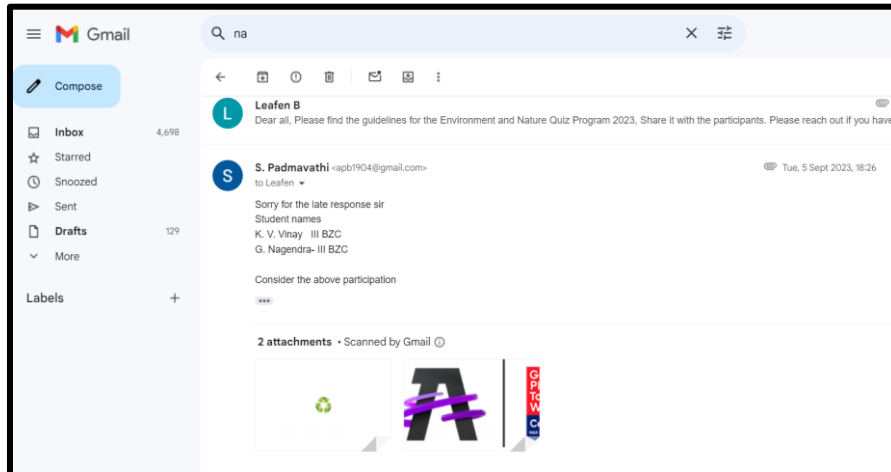 Gmail
na
Compose
Inbox 4,698
Starred
Snoozed
Sent
Drafts 129
More
Labels
L
Leafen B
Dear all, Please find the guidelines for the Environment and Nature Quiz Program 2023, Share it with the participants. Please reach out if you have
S
S. Padmavathi <apb1904@gmail.com>
Tue, 5 Sept 2023, 18:26
to Leafen
Sorry for the late response sir
Student names
K. V. Vinay III BZC
G. Nagendra- III BZC
Consider the above participation
2 attachments • Scanned by Gmail
A